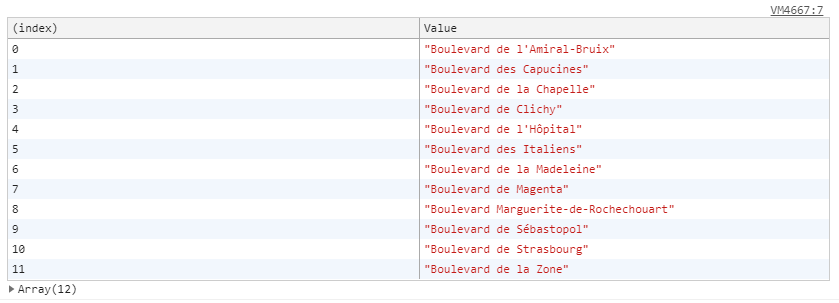 VM4667:7
(index) Value
0 "Boulevard de l'Amiral-Bruix"
1 "Boulevard des Capucines"
2 "Boulevard de la Chapelle"
3 "Boulevard de Clichy"
4 "Boulevard de l'Hôpital"
5 "Boulevard des Italiens"
6 "Boulevard de la Madeleine"
7 "Boulevard de Magenta"
8 "Boulevard Marguerite-de-Rochechouart"
9 "Boulevard de Sébastopol"
10 "Boulevard de Strasbourg"
11 "Boulevard de la Zone"
Array(12)